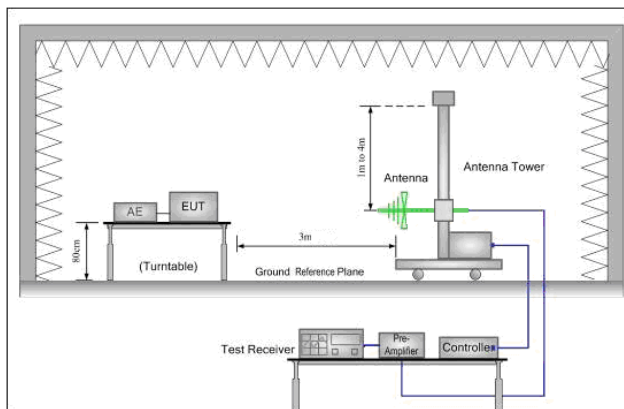 1m to 4m
Antenna
Antenna Tower
AE
EUT
80cm
(Turntable)
3m
Ground Reference Plane
Test Receiver
Pre-
Amplifier
Controller